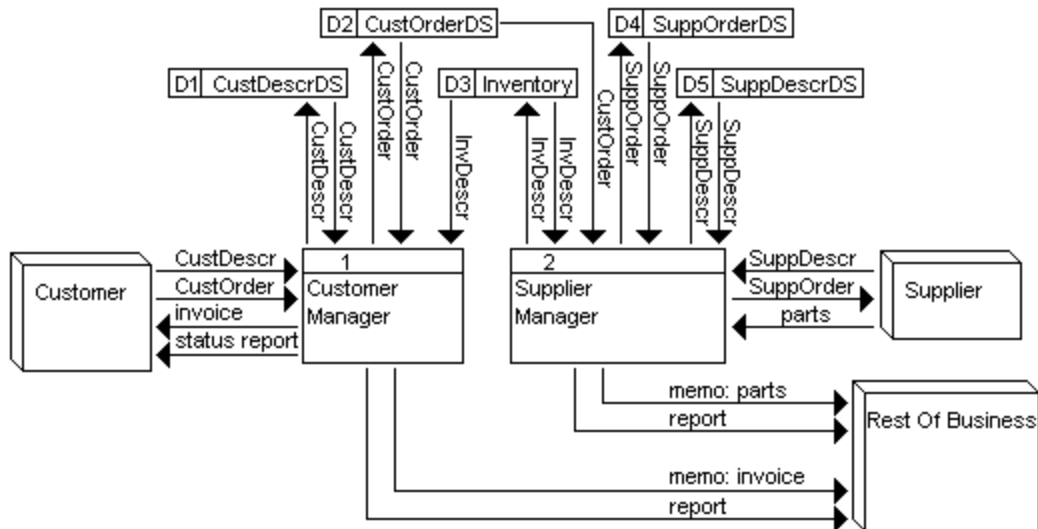 D2 CustOrderDS
D4 SuppOrderDS
D1 CustDescrDS
D3 Inventory
D5 SuppDescrDS
CustDescr
CustDescr
CustOrder
CustOrder
InvDescr
InvDescr
InvDescr
CustOrder
SuppOrder
SuppOrder
SuppDescr
SuppDescr
Customer
CustDescr
CustOrder
invoice
status report
1
Customer
Manager
2
Supplier
Manager
SuppDescr
SuppOrder
parts
Supplier
memo: parts
report
Rest Of Business
memo: invoice
report